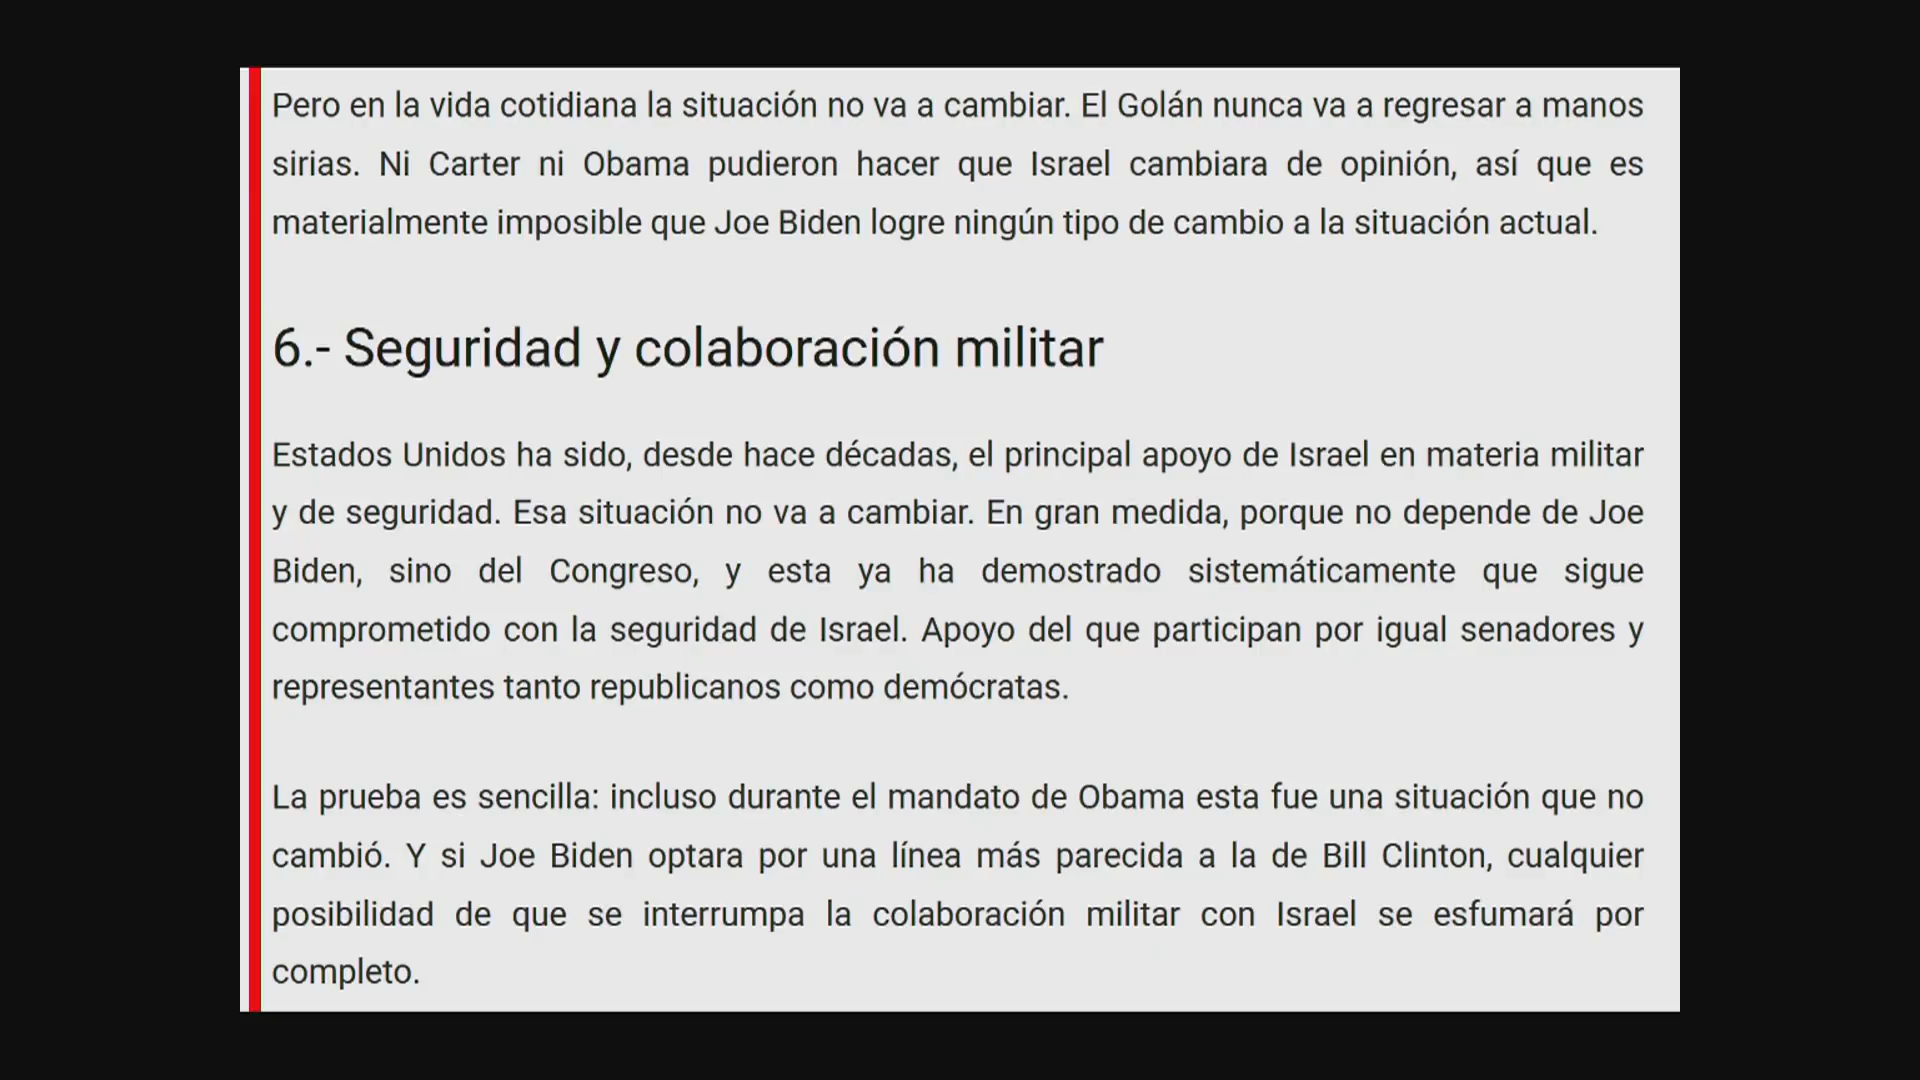 Pero en la vida cotidiana la situación no va a cambiar. El Golán nunca va a regresar a manos
sirias. Ni Carter ni Obama pudieron hacer que Israel cambiara de opinión, así que es
materialmente imposible que Joe Biden logre ningún tipo de cambio a la situación actual.
6.- Seguridad y colaboración militar
Estados Unidos ha sido, desde hace décadas, el principal apoyo de Israel en materia militar
y de seguridad. Esa situación no va a cambiar. En gran medida, porque no depende de Joe
Biden, sino del Congreso, y esta ya ha demostrado sistemáticamente que sigue
comprometido con la seguridad de Israel. Apoyo del que participan por igual senadores y
representantes tanto republicanos como demócratas.
La prueba es sencilla: incluso durante el mandato de Obama esta fue una situación que no
cambió. Y si Joe Biden optara por una línea más parecida a la de Bill Clinton, cualquier
posibilidad de que se interrumpa la colaboración militar con Israel se esfumará por
completo.